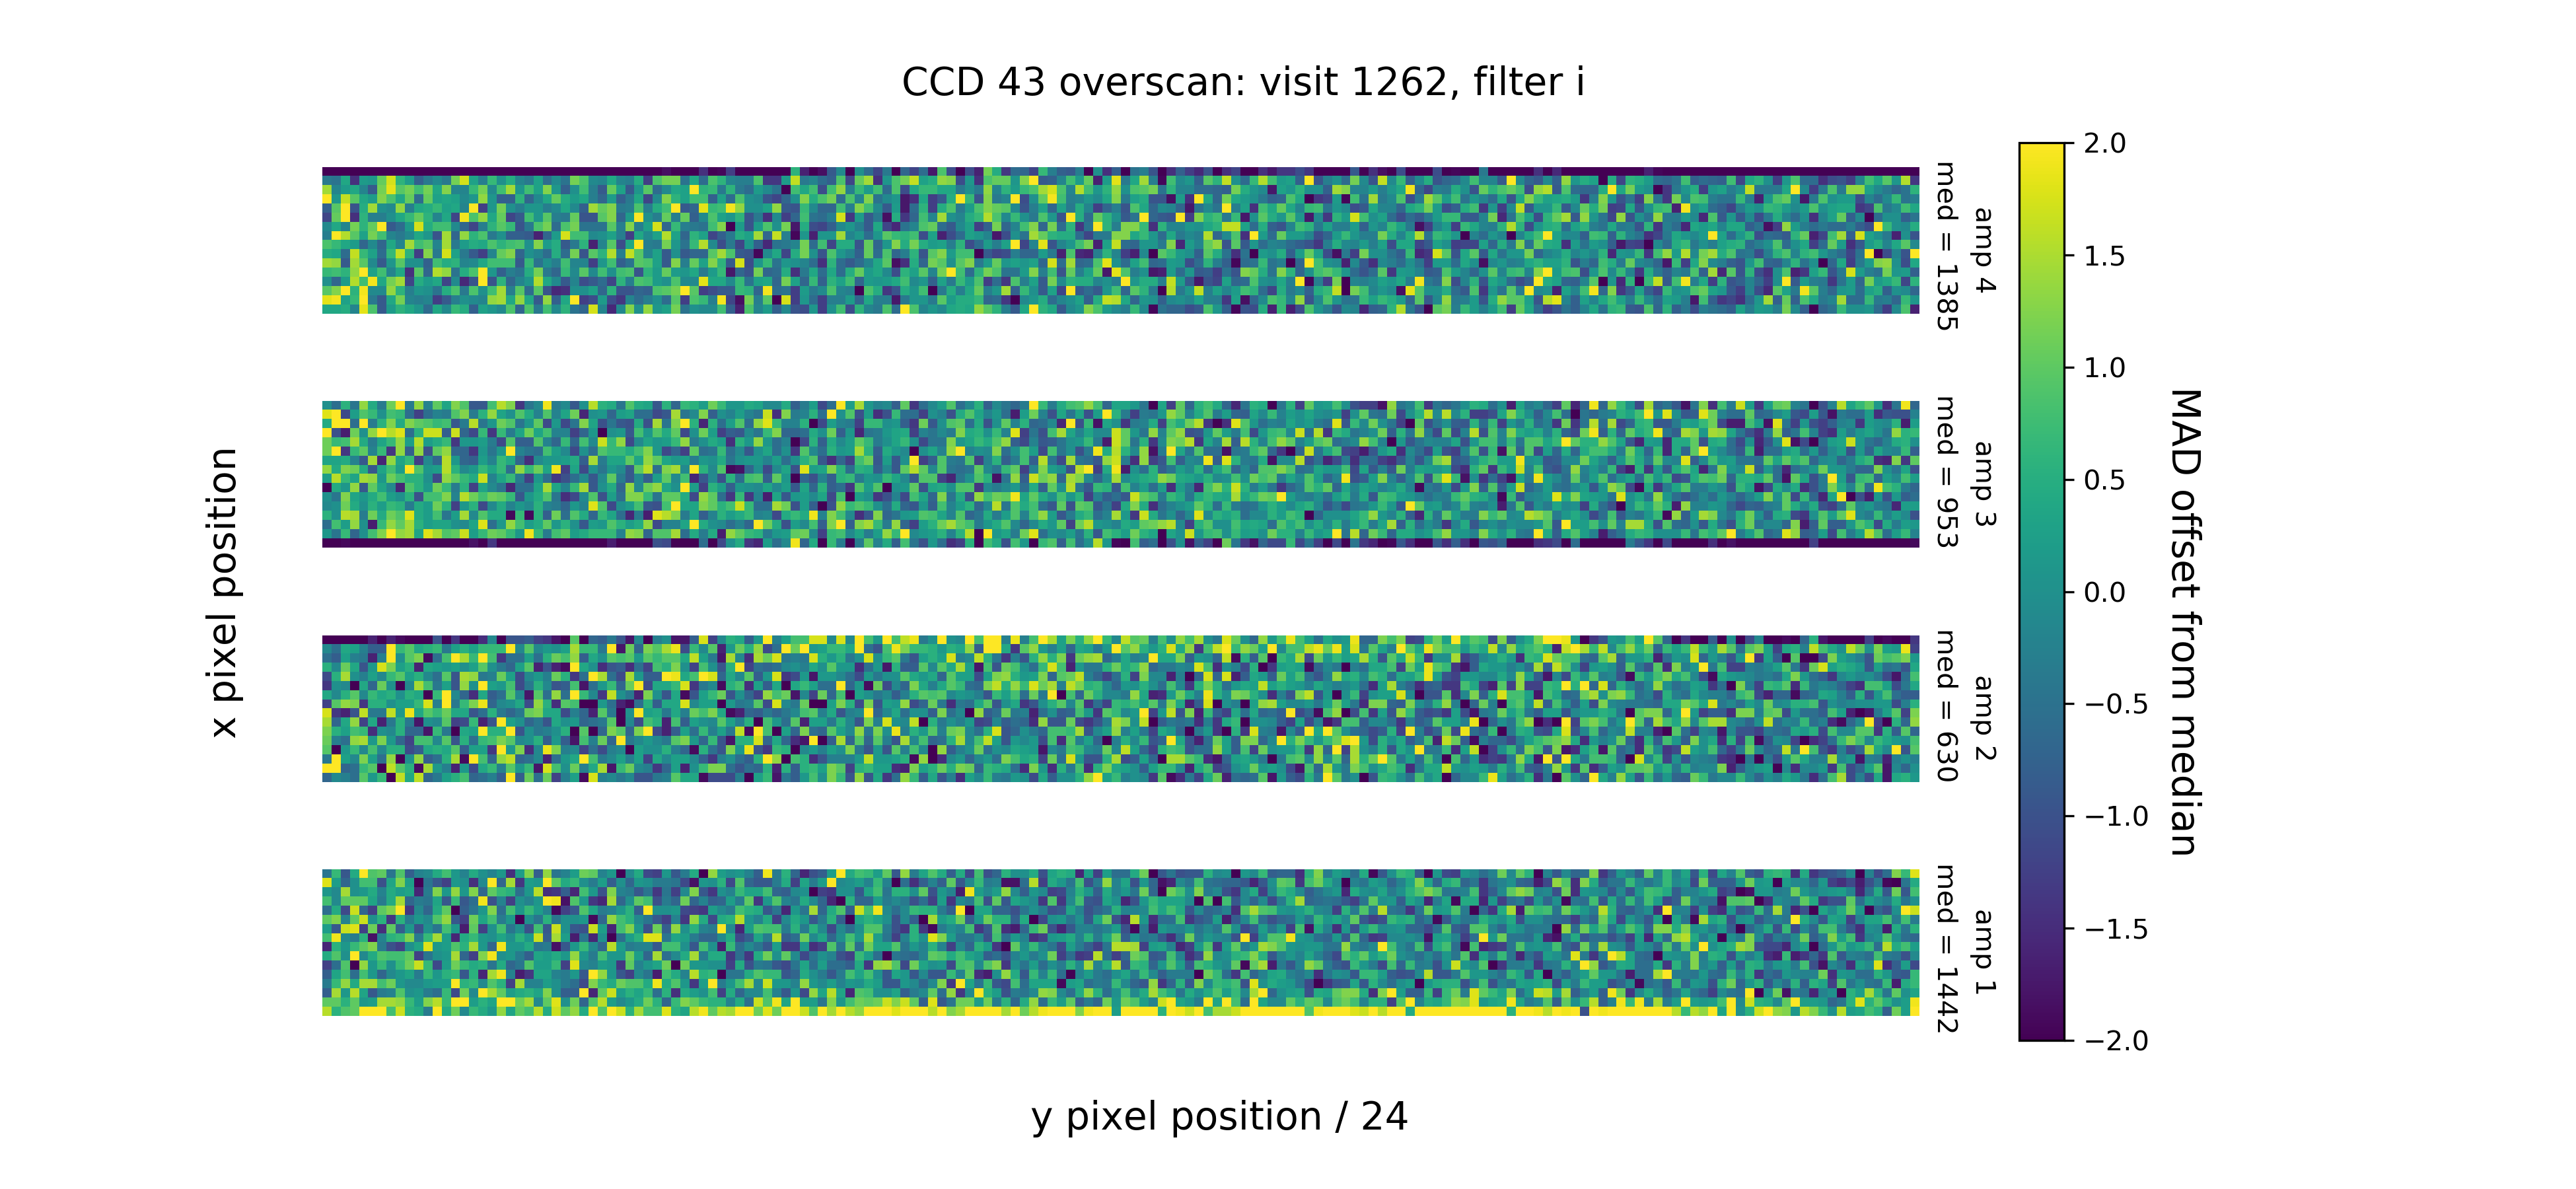 CCD 43 overscan: visit 1262, filter i
amp 4
med = 1385
amp 3
med = 953
amp 2
med = 630
amp 1
med = 1442
x pixel position
y pixel position / 24
2.0
1.5
1.0
0.5
0.0
−0.5
−1.0
−1.5
−2.0
MAD offset from median